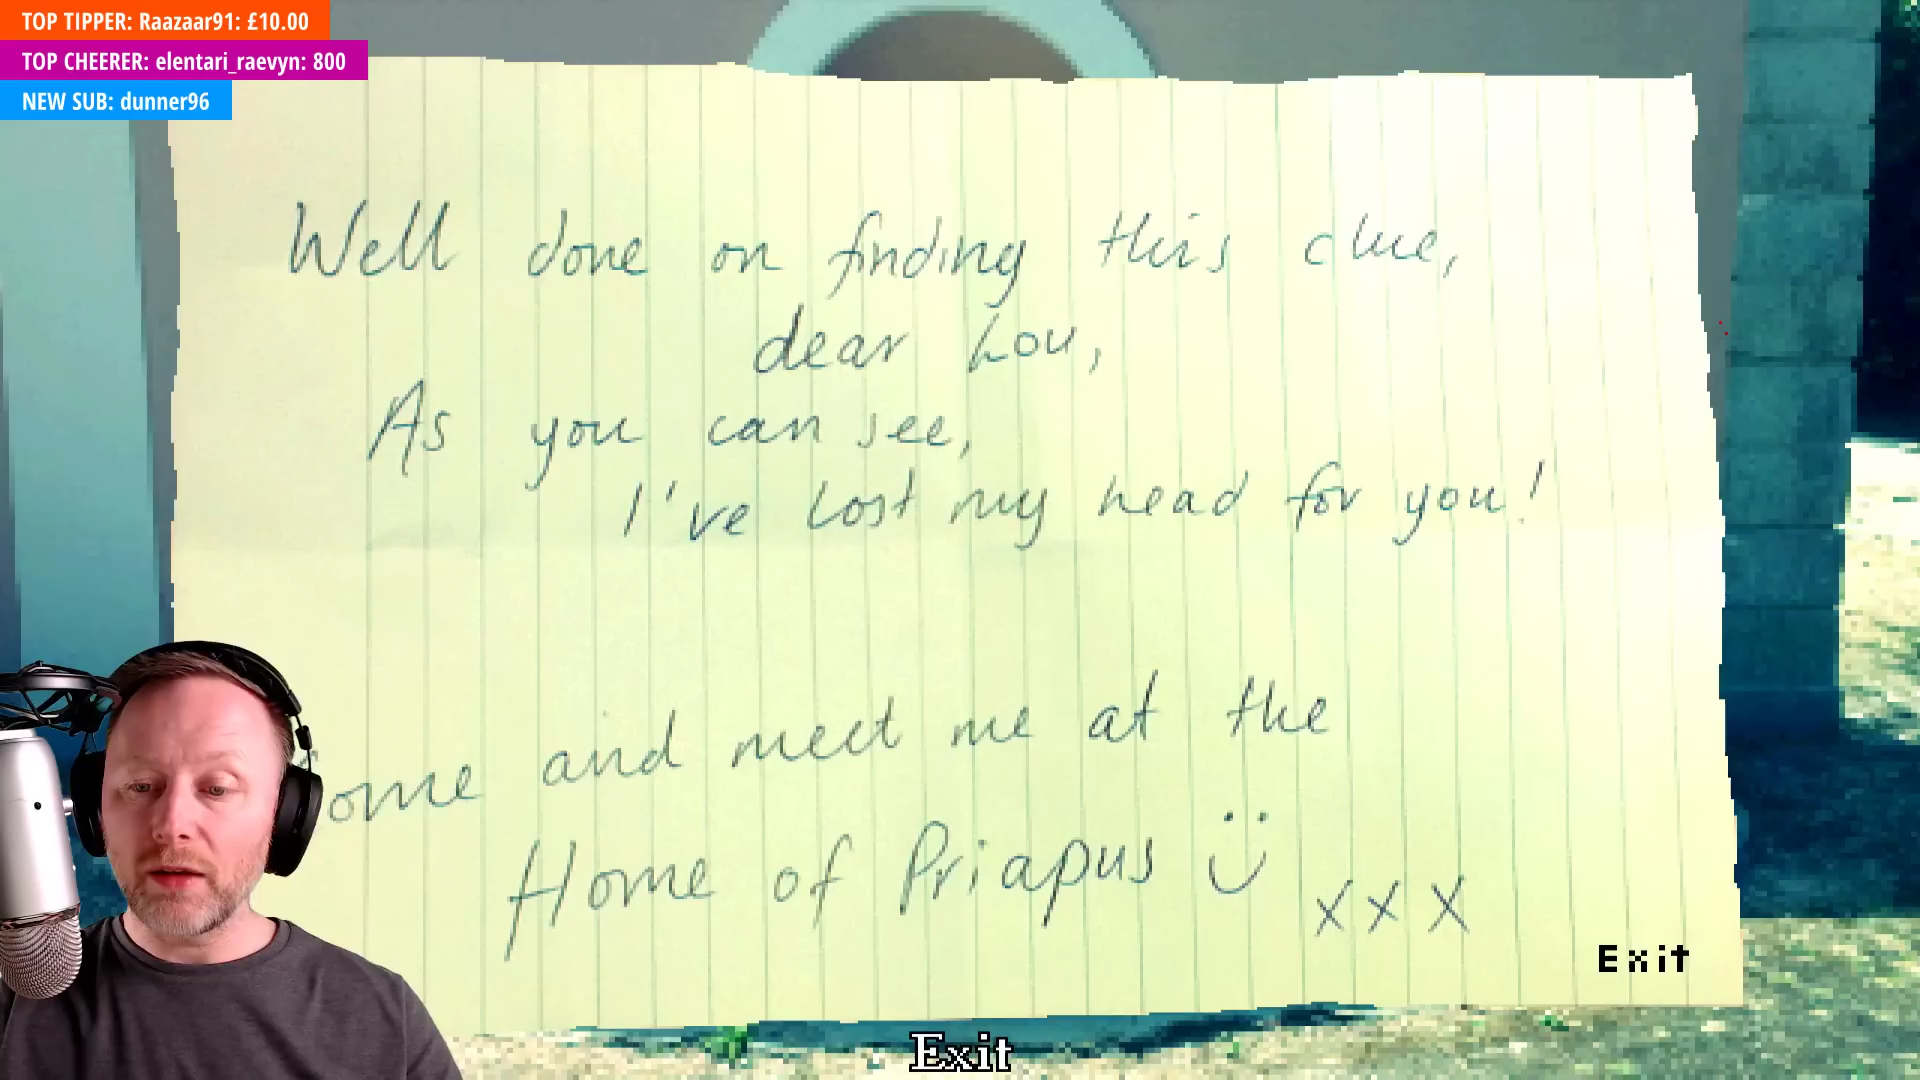 TOP TIPPER: Raazaar91: £10.00
TOP CHEERER: elentari_raevyn: 800
NEW SUB: dunner96
Well done on finding this clue,
dear Lou,
As you can see,
I've lost my head for you!
ome and meet me at the
Home of Priapus :) xxx
Exit
Exit